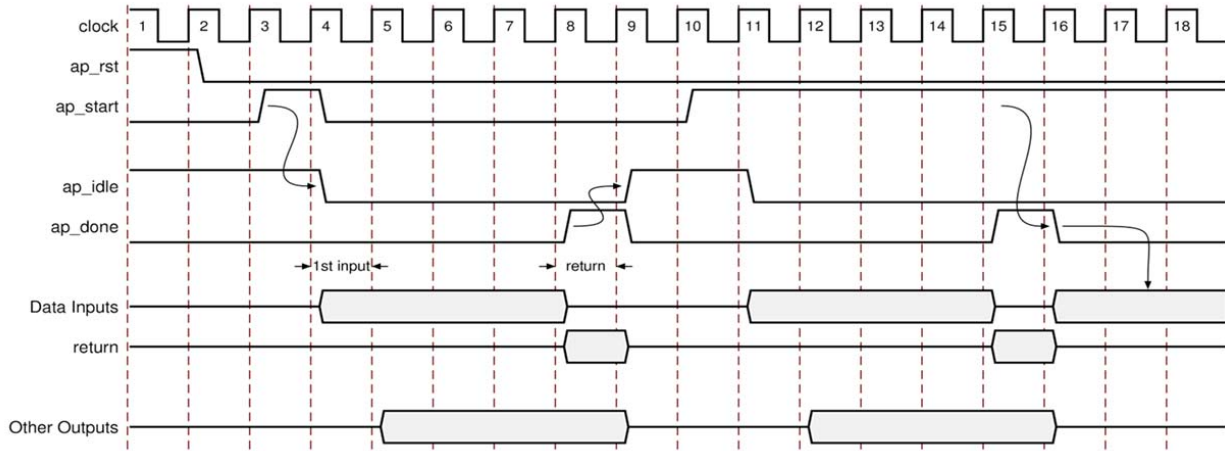 clock 1 2 3 4 5 6 7 8 9 10 11 12 13 14 15 16 17 18
ap_rst
ap_start
ap_idle
ap_done
1st input return
Data Inputs
return
Other Outputs